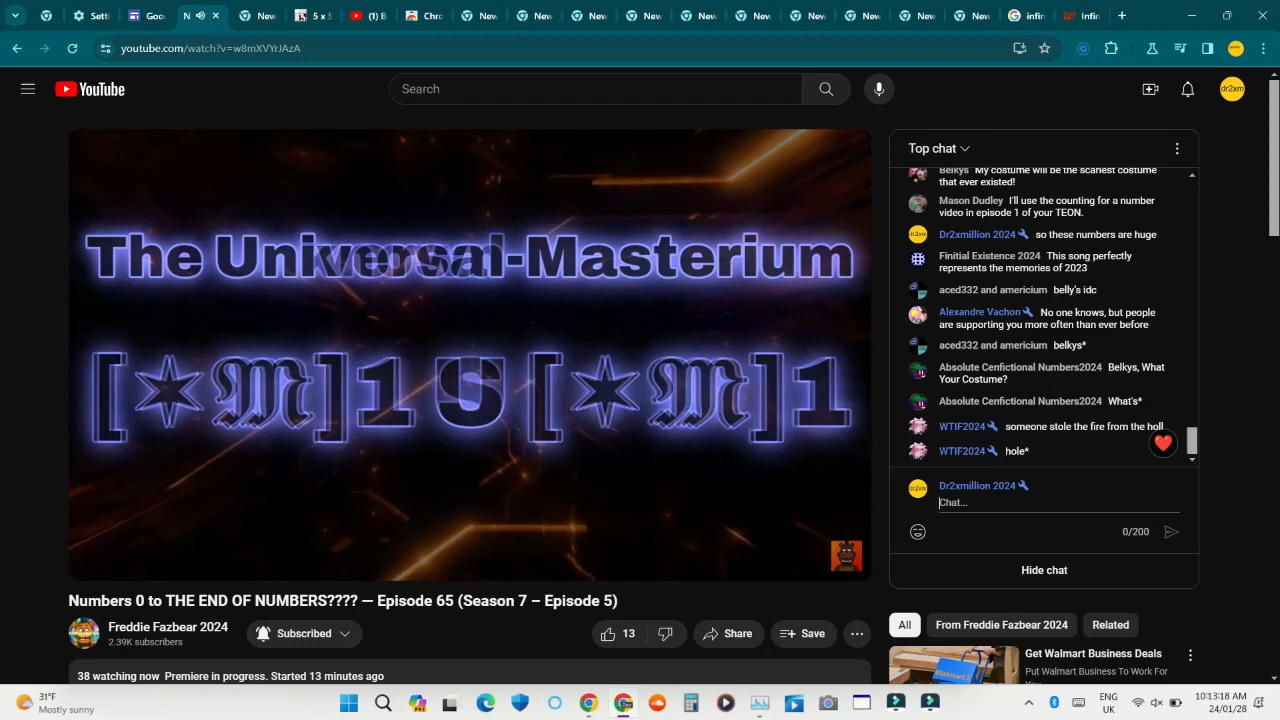 Setti
Goo
N
New
5 x 5
(1) B
Chro
New
New
New
New
New
New
New
New
New
New
infin
Infin
youtube.com/watch?v=w8mXVYrJAzA
YouTube
Search
dr2xm
The Universal-Masterium
[✶𝔐]1 S [✶𝔐]1
Top chat
Belkys My costume will be the scariest costume
that ever existed!
Mason Dudley I'll use the counting for a number
video in episode 1 of your TEON.
Dr2xmillion 2024 so these numbers are huge
Finitial Existence 2024 This song perfectly
represents the memories of 2023
aced332 and americium belly's idc
Alexandre Vachon No one knows, but people
are supporting you more often than ever before
aced332 and americium belkys*
Absolute Cenfictional Numbers2024 Belkys, What
Your Costume?
Absolute Cenfictional Numbers2024 What's*
WTIF2024 someone stole the fire from the holl
WTIF2024 hole*
Dr2xmillion 2024
Chat...
0/200
Hide chat
Numbers 0 to THE END OF NUMBERS???? — Episode 65 (Season 7 – Episode 5)
Freddie Fazbear 2024
2.39K subscribers
Subscribed
13
Share
Save
38 watching now Premiere in progress. Started 13 minutes ago
All
From Freddie Fazbear 2024
Related
Get Walmart Business Deals
Put Walmart Business To Work For
31°F
Mostly sunny
ENG
UK
10:13:18 AM
24/01/28